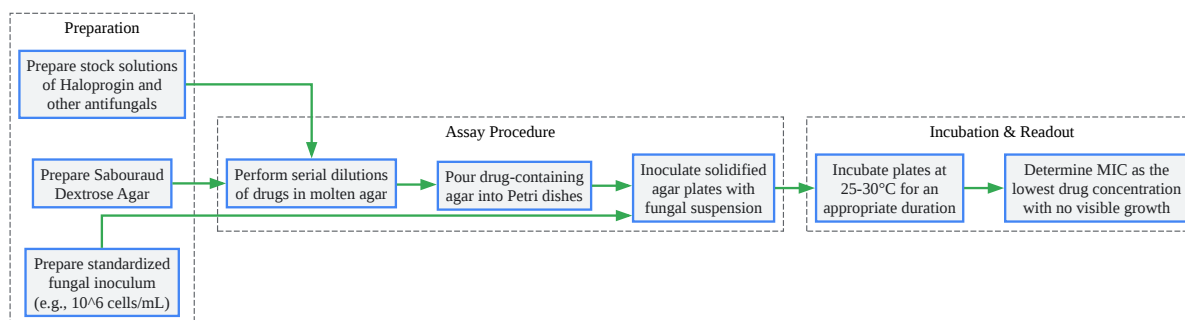 Preparation
Prepare stock solutions
of Haloprogin and
other antifungals
Prepare Sabouraud
Dextrose Agar
Prepare standardized
fungal inoculum
(e.g., 10^6 cells/mL)
Assay Procedure
Perform serial dilutions
of drugs in molten agar
Pour drug-containing
agar into Petri dishes
Inoculate solidified
agar plates with
fungal suspension
Incubation & Readout
Incubate plates at
25-30°C for an
appropriate duration
Determine MIC as the
lowest drug concentration
with no visible growth